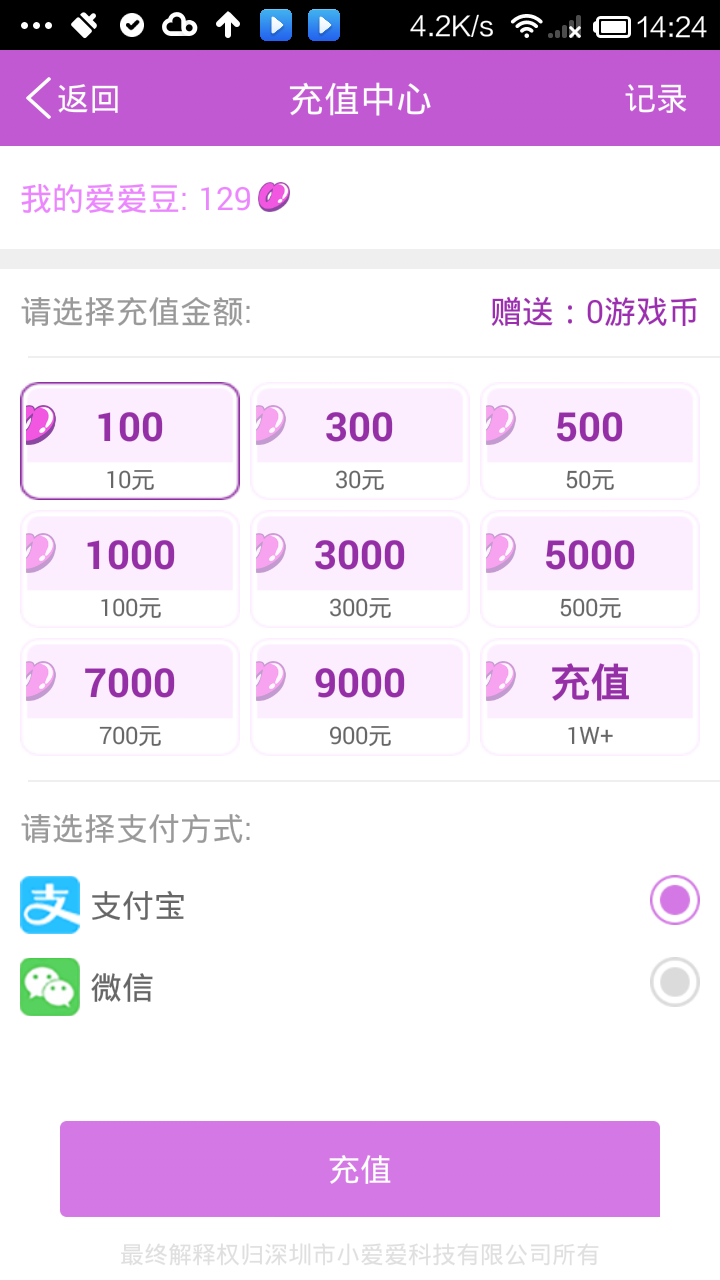 4.2K/s 14:24
返回 充值中心 记录
我的爱爱豆: 129
请选择充值金额: 赠送：0游戏币
100 300 500
10元 30元 50元
1000 3000 5000
100元 300元 500元
7000 9000 充值
700元 900元 1W+
请选择支付方式:
支 支付宝
微信
充值
最终解释权归深圳市小爱爱科技有限公司所有